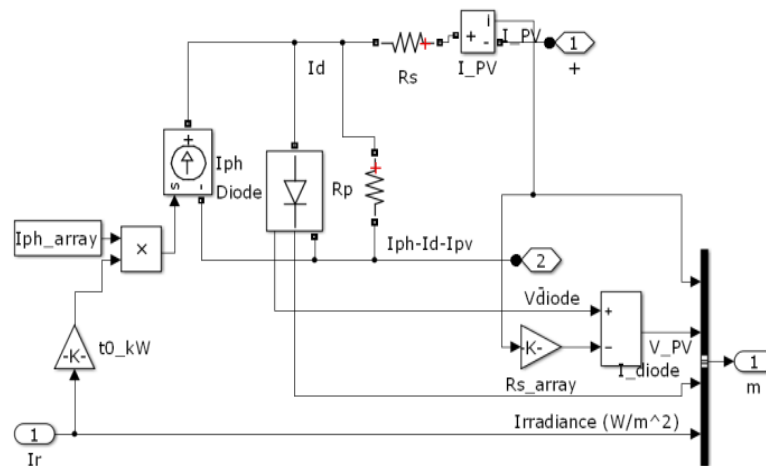 i
I_PV
1
+
Id
Rs
I_PV
+
-
+
s
-
Iph
Diode
Rp
Iph_array
×
Iph-Id-Ipv
2
-
Vdiode
+
-K-
t0_kW
-K-
−
V_PV
I_diode
Rs_array
1
m
Irradiance (W/m^2)
1
Ir